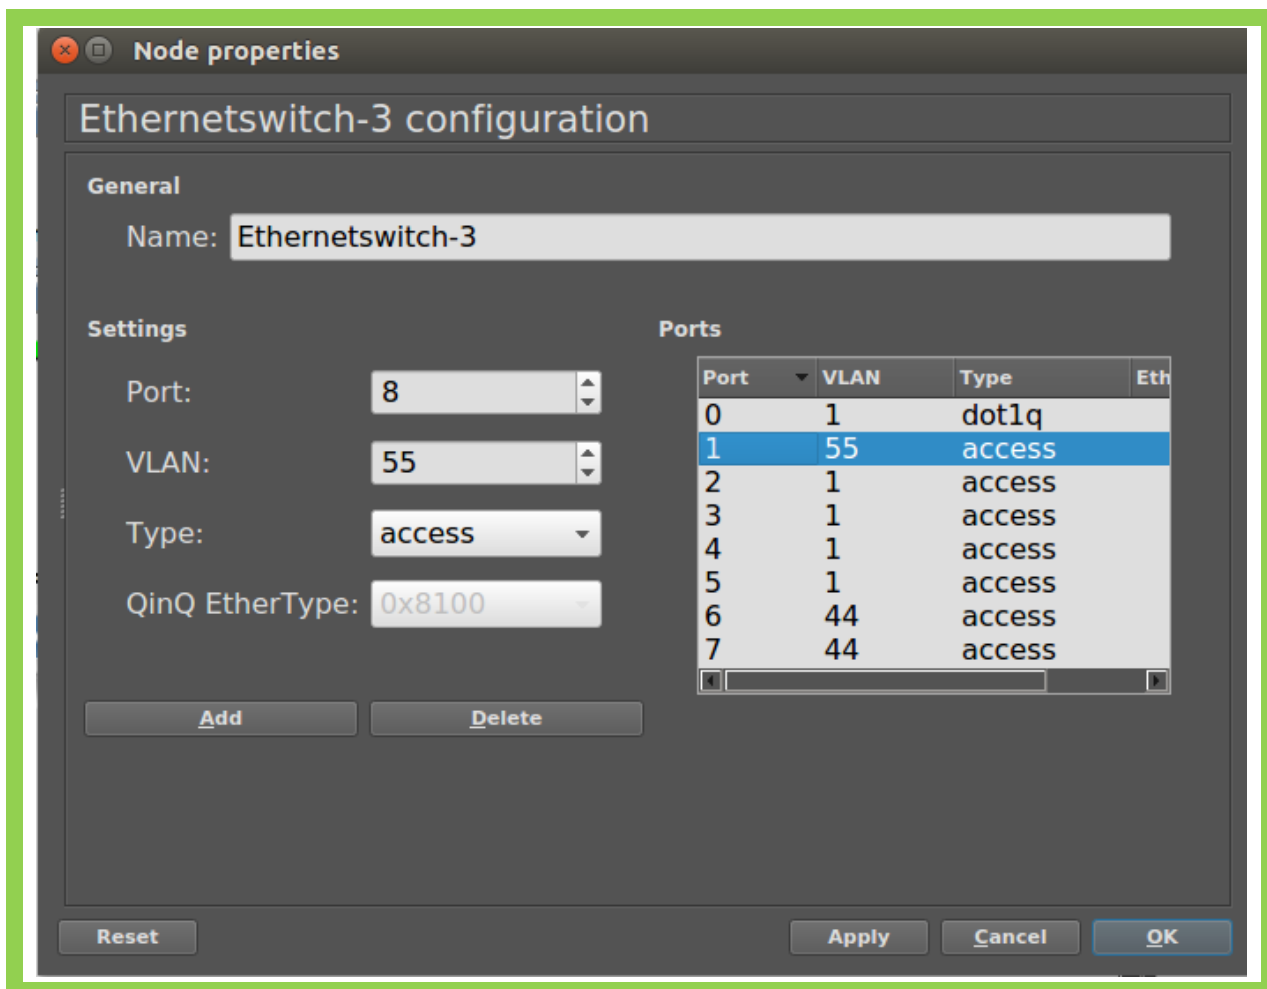 Node properties
Ethernetswitch-3 configuration
General
Name: Ethernetswitch-3
Settings
Port: 8
VLAN: 55
Type: access
QinQ EtherType: 0x8100
Add Delete
Ports
Port VLAN Type Eth
0 1 dot1q
1 55 access
2 1 access
3 1 access
4 1 access
5 1 access
6 44 access
7 44 access
Reset Apply Cancel OK